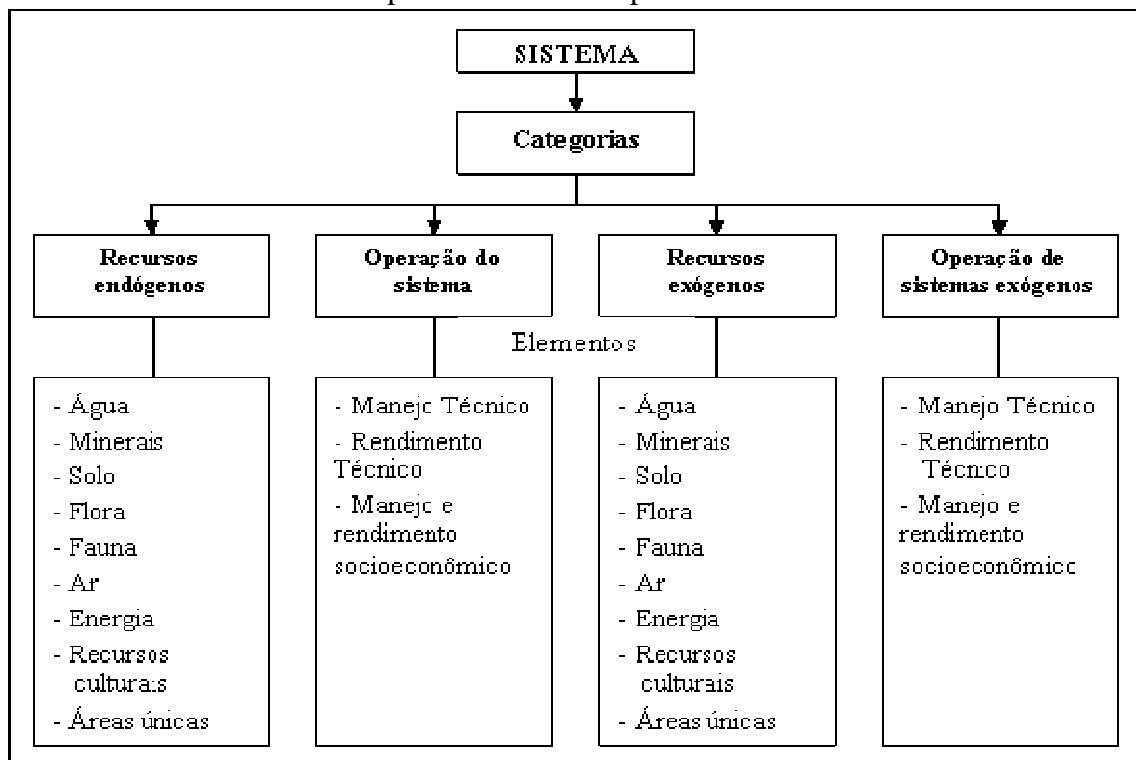 SISTEMA
Categorias
Recursos
endógenos
Operação do
sistema
Recursos
exógenos
Operação de
sistemas exógenos
Elementos
- Água
- Minerais
- Solo
- Flora
- Fauna
- Ar
- Energia
- Recursos
culturais
- Áreas únicas
- Manejo Técnico
- Rendimento
Técnico
- Manejo e
rendimento
socioeconômico
- Água
- Minerais
- Solo
- Flora
- Fauna
- Ar
- Energia
- Recursos
culturais
- Áreas únicas
- Manejo Técnico
- Rendimento
Técnico
- Manejo e
rendimento
socioeconômico